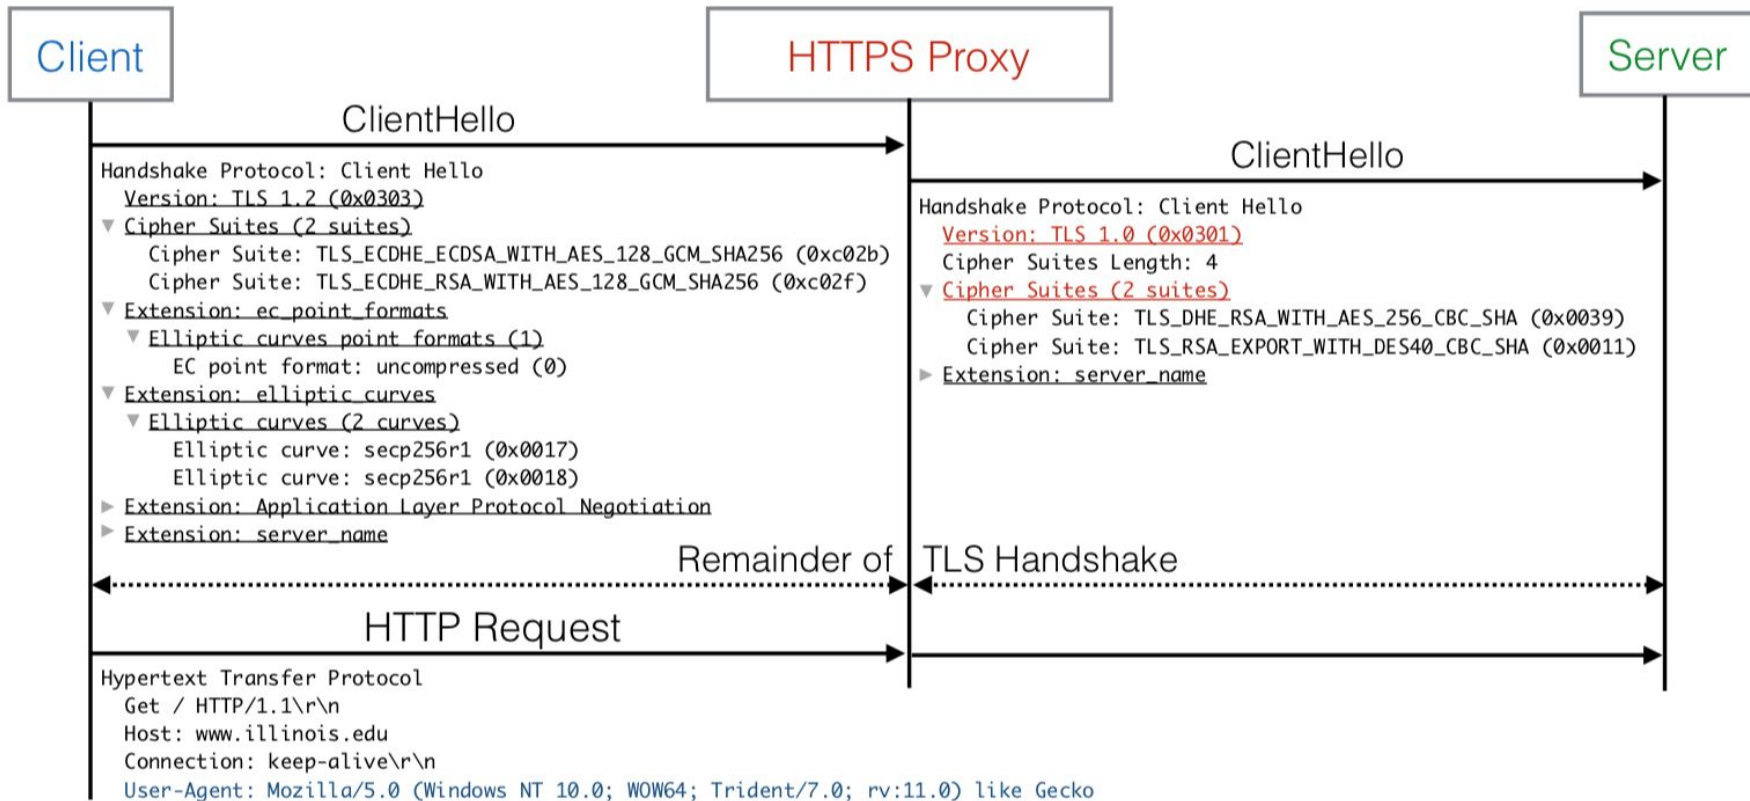 Client
HTTPS Proxy
Server
ClientHello
Handshake Protocol: Client Hello
Version: TLS 1.2 (0x0303)
▼ Cipher Suites (2 suites)
Cipher Suite: TLS_ECDHE_ECDSA_WITH_AES_128_GCM_SHA256 (0xc02b)
Cipher Suite: TLS_ECDHE_RSA_WITH_AES_128_GCM_SHA256 (0xc02f)
▼ Extension: ec_point_formats
▼ Elliptic curves point formats (1)
EC point format: uncompressed (0)
▼ Extension: elliptic_curves
▼ Elliptic curves (2 curves)
Elliptic curve: secp256r1 (0x0017)
Elliptic curve: secp256r1 (0x0018)
▶ Extension: Application Layer Protocol Negotiation
▶ Extension: server_name
ClientHello
Handshake Protocol: Client Hello
Version: TLS 1.0 (0x0301)
Cipher Suites Length: 4
▼ Cipher Suites (2 suites)
Cipher Suite: TLS_DHE_RSA_WITH_AES_256_CBC_SHA (0x0039)
Cipher Suite: TLS_RSA_EXPORT_WITH_DES40_CBC_SHA (0x0011)
▶ Extension: server_name
Remainder of TLS Handshake
HTTP Request
Hypertext Transfer Protocol
Get / HTTP/1.1\r\n
Host: www.illinois.edu
Connection: keep-alive\r\n
User-Agent: Mozilla/5.0 (Windows NT 10.0; WOW64; Trident/7.0; rv:11.0) like Gecko